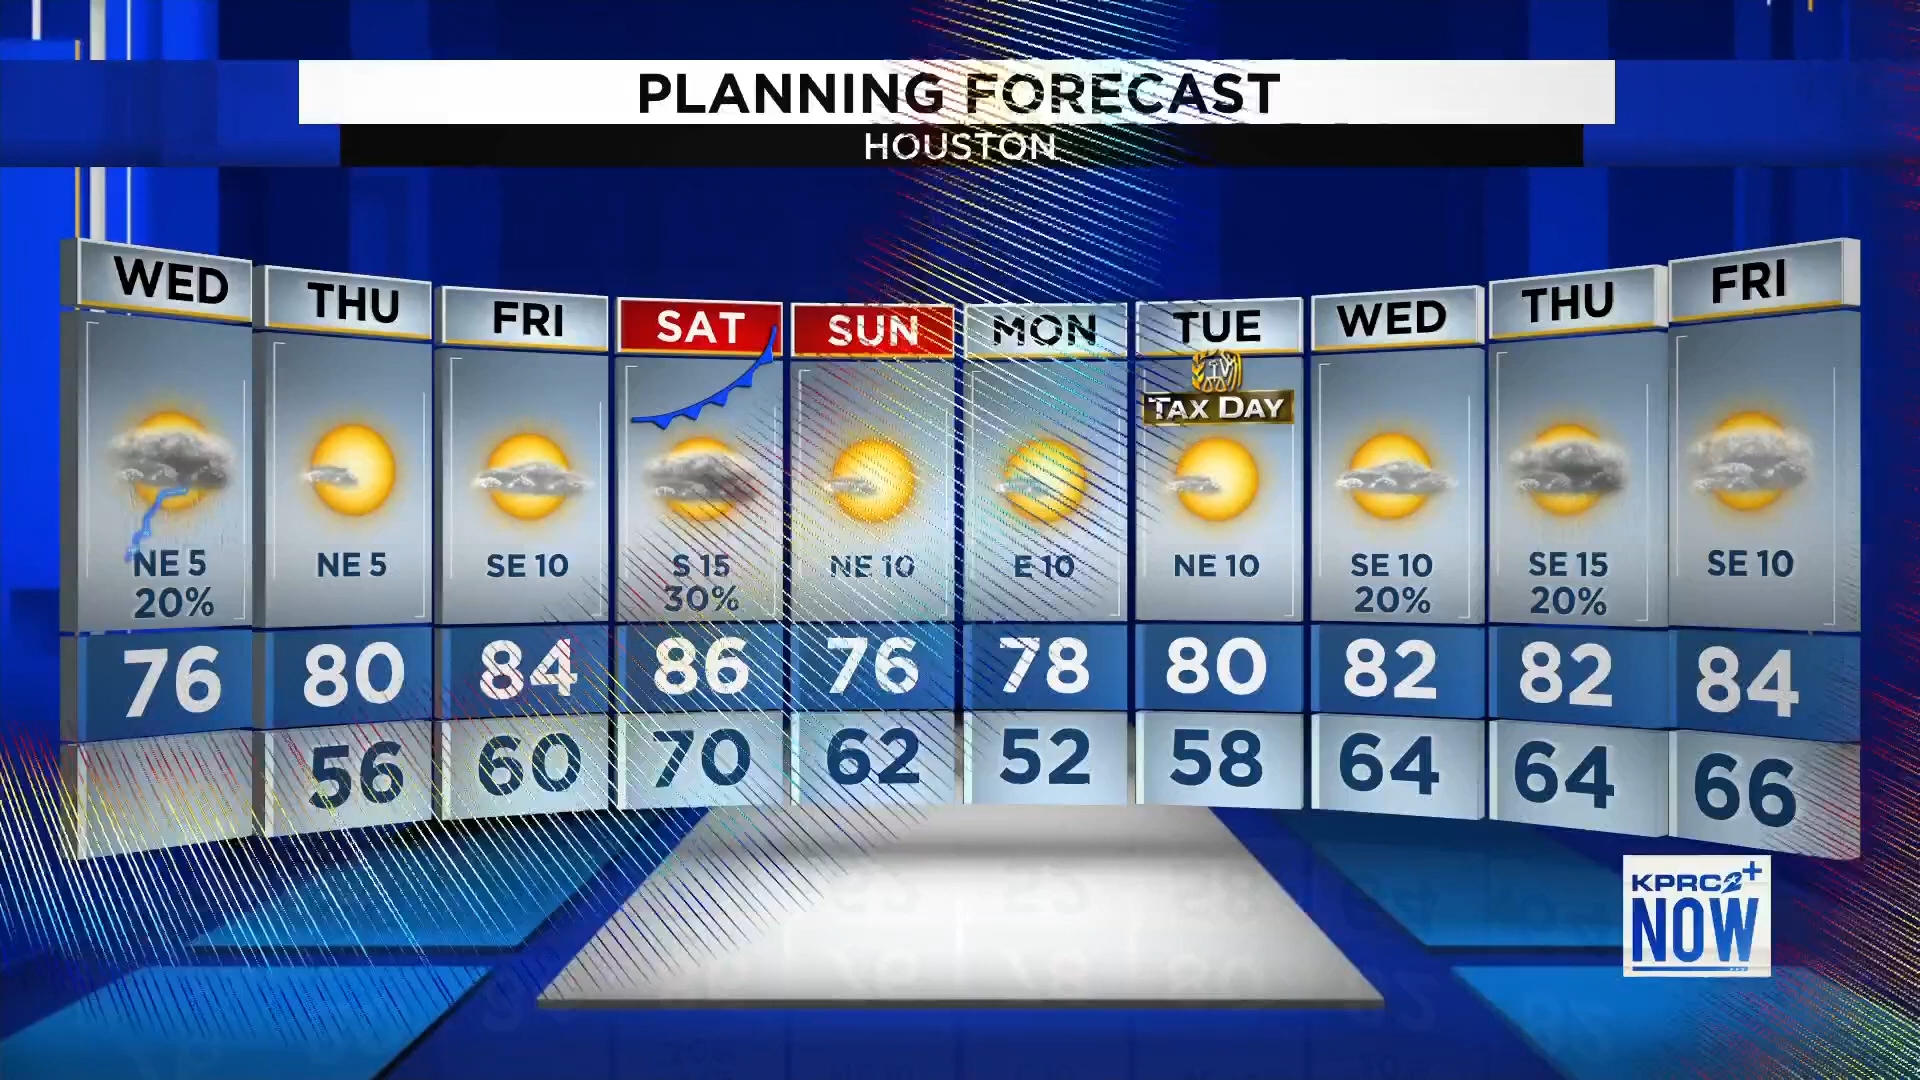 PLANNING FORECAST
HOUSTON
WED THU FRI SAT SUN MON TUE WED THU FRI
TAX DAY
NE 5 NE 5 SE 10 S 15 NE 10 E 10 NE 10 SE 10 SE 15 SE 10
20% 30% 20% 20%
76 80 84 86 76 78 80 82 82 84
56 60 70 62 52 58 64 64 66
KPRC2+
NOW